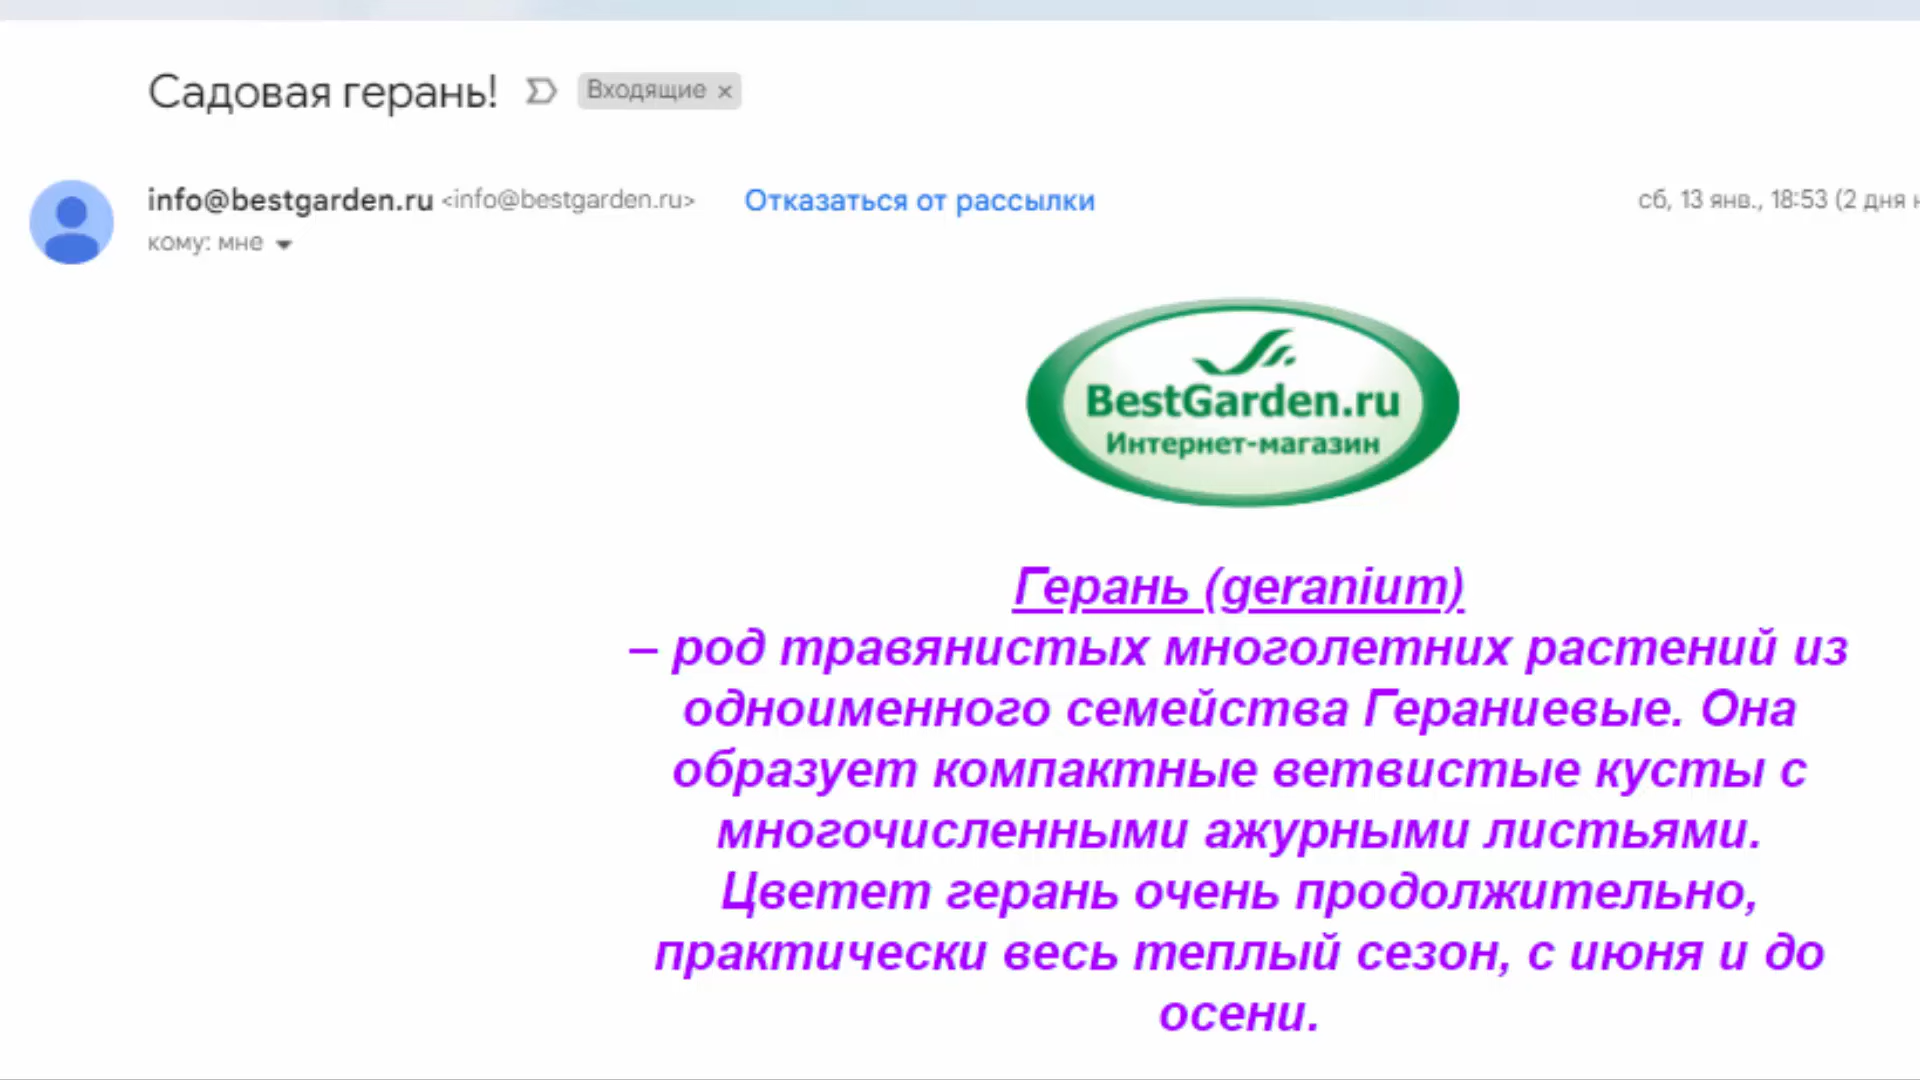 Садовая герань!
Входящие ×
info@bestgarden.ru <info@bestgarden.ru> Отказаться от рассылки
сб, 13 янв., 18:53 (2 дня
кому: мне
BestGarden.ru
Интернет-магазин
Герань (geranium)
– род травянистых многолетних растений из
одноименного семейства Гераниевые. Она
образует компактные ветвистые кусты с
многочисленными ажурными листьями.
Цветет герань очень продолжительно,
практически весь теплый сезон, с июня и до
осени.